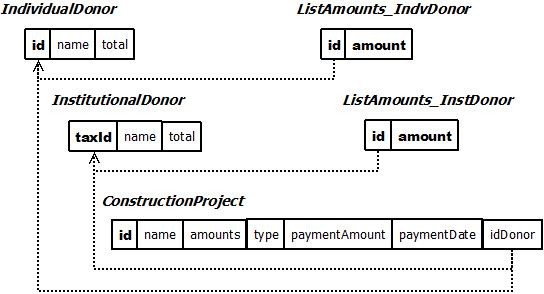 IndividualDonor
ListAmounts_IndvDonor
id name total
id amount
InstitutionalDonor
ListAmounts_InstDonor
taxId name total
id amount
ConstructionProject
id name amounts type paymentAmount paymentDate idDonor